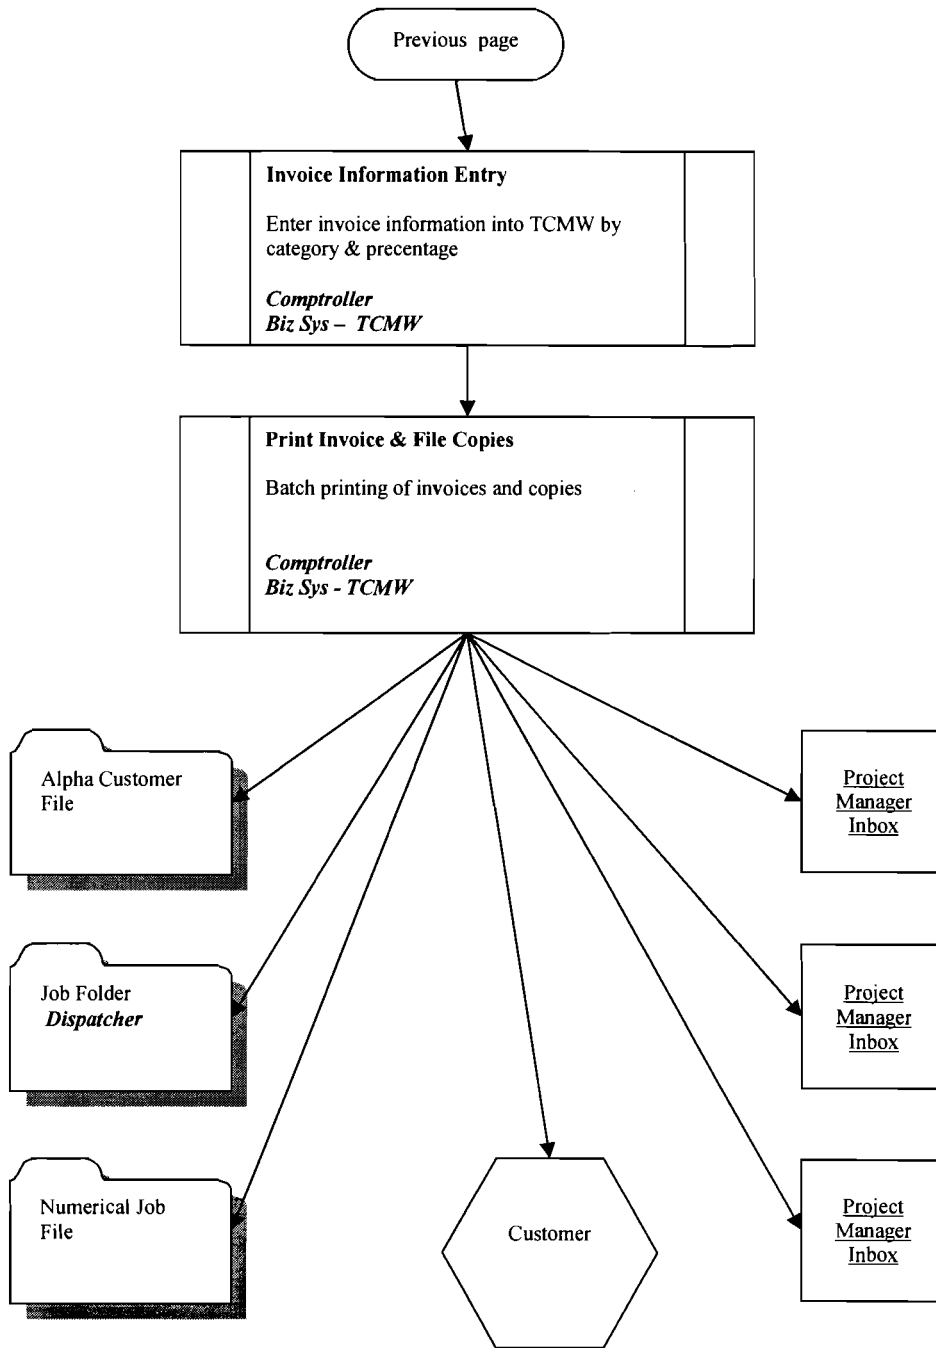 Previous page
Invoice Information Entry
Enter invoice information into TCMW by
category & precentage
Comptroller
Biz Sys – TCMW
Print Invoice & File Copies
Batch printing of invoices and copies
Comptroller
Biz Sys - TCMW
Alpha Customer
File
Project
Manager
Inbox
Job Folder
Dispatcher
Project
Manager
Inbox
Numerical Job
File
Customer
Project
Manager
Inbox